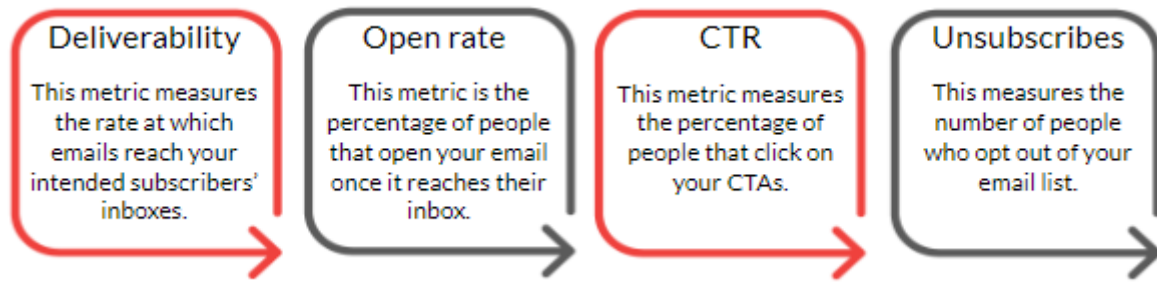 Deliverability
This metric measures
the rate at which
emails reach your
intended subscribers'
inboxes.
Open rate
This metric is the
percentage of people
that open your email
once it reaches their
inbox.
CTR
This metric measures
the percentage of
people that click on
your CTAs.
Unsubscribes
This measures the
number of people
who opt out of your
email list.